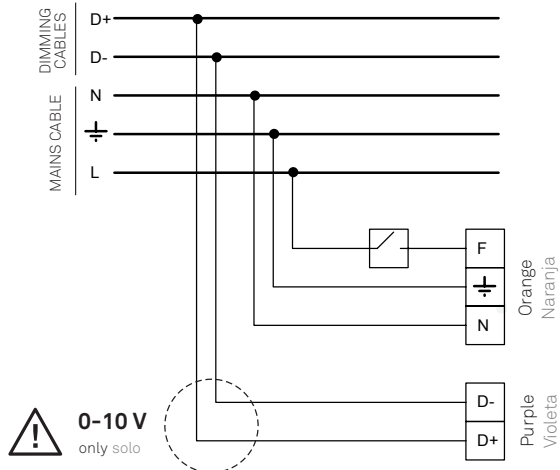 DIMMING
CABLES
D+
D-
MAINS CABLE
N
L
F
N
Orange
Naranja
D-
D+
Purple
Violeta
0-10 V
only solo